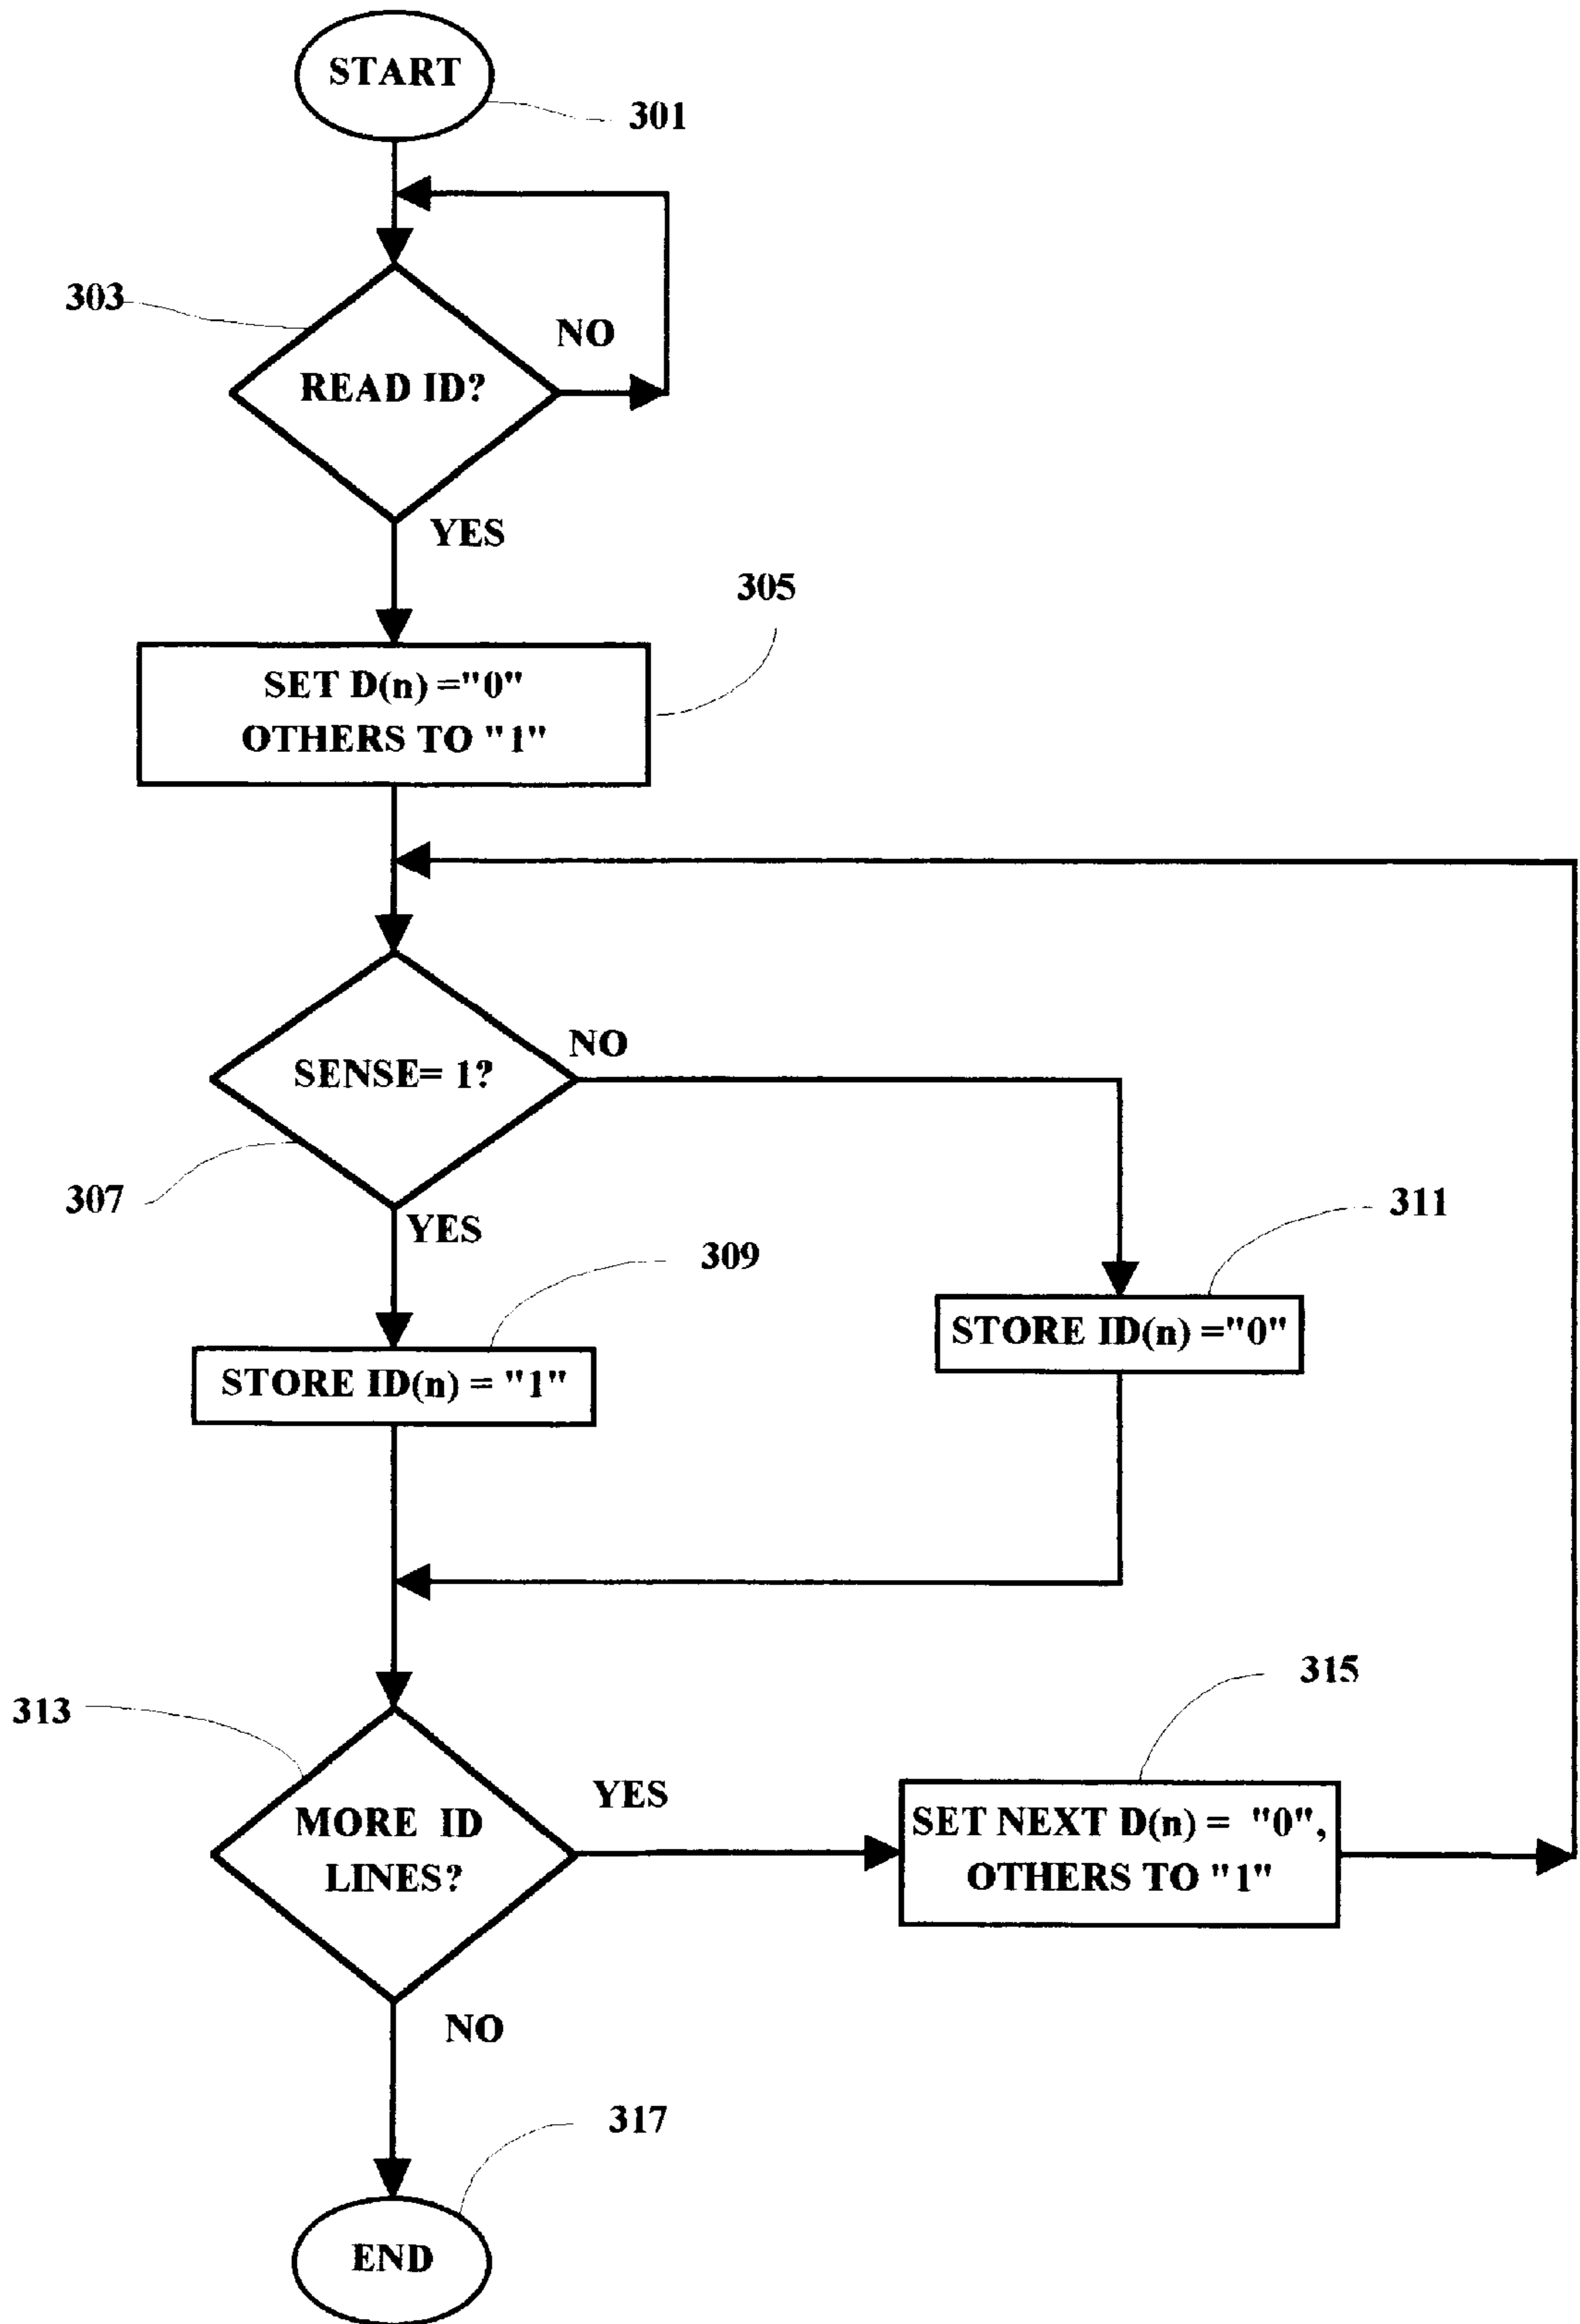 START
301
303
NO
READ ID?
YES
305
SET D(n) ="0"
OTHERS TO "1"
NO
SENSE= 1?
307
YES
311
309
STORE ID(n) ="0"
STORE ID(n) = "1"
315
313
YES
MORE ID
LINES?
SET NEXT D(n) = "0",
OTHERS TO "1"
NO
317
END